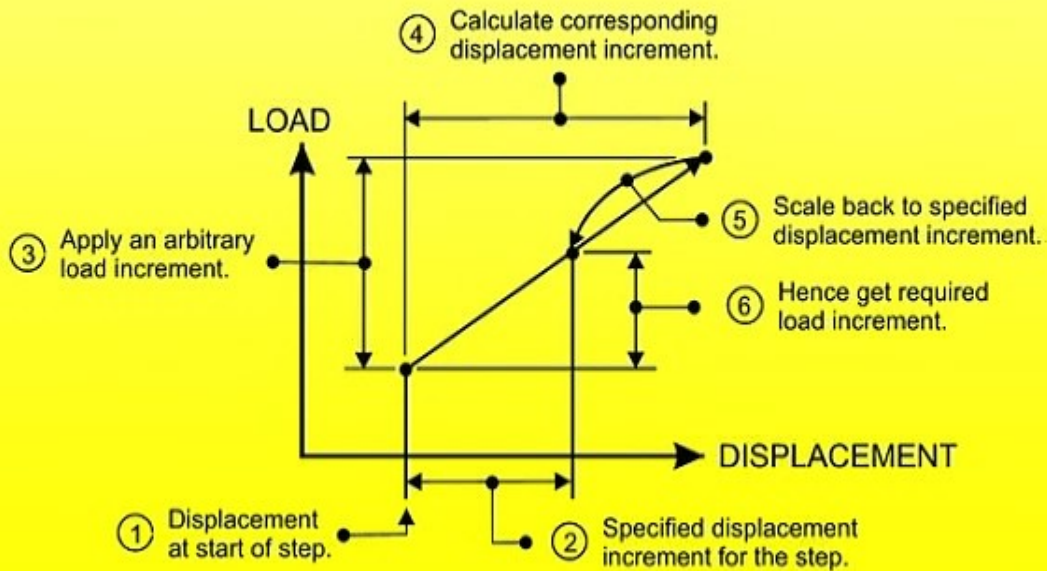 ④ Calculate corresponding
displacement increment.
LOAD
③ Apply an arbitrary
load increment.
⑤ Scale back to specified
displacement increment.
⑥ Hence get required
load increment.
DISPLACEMENT
① Displacement
at start of step.
② Specified displacement
increment for the step.